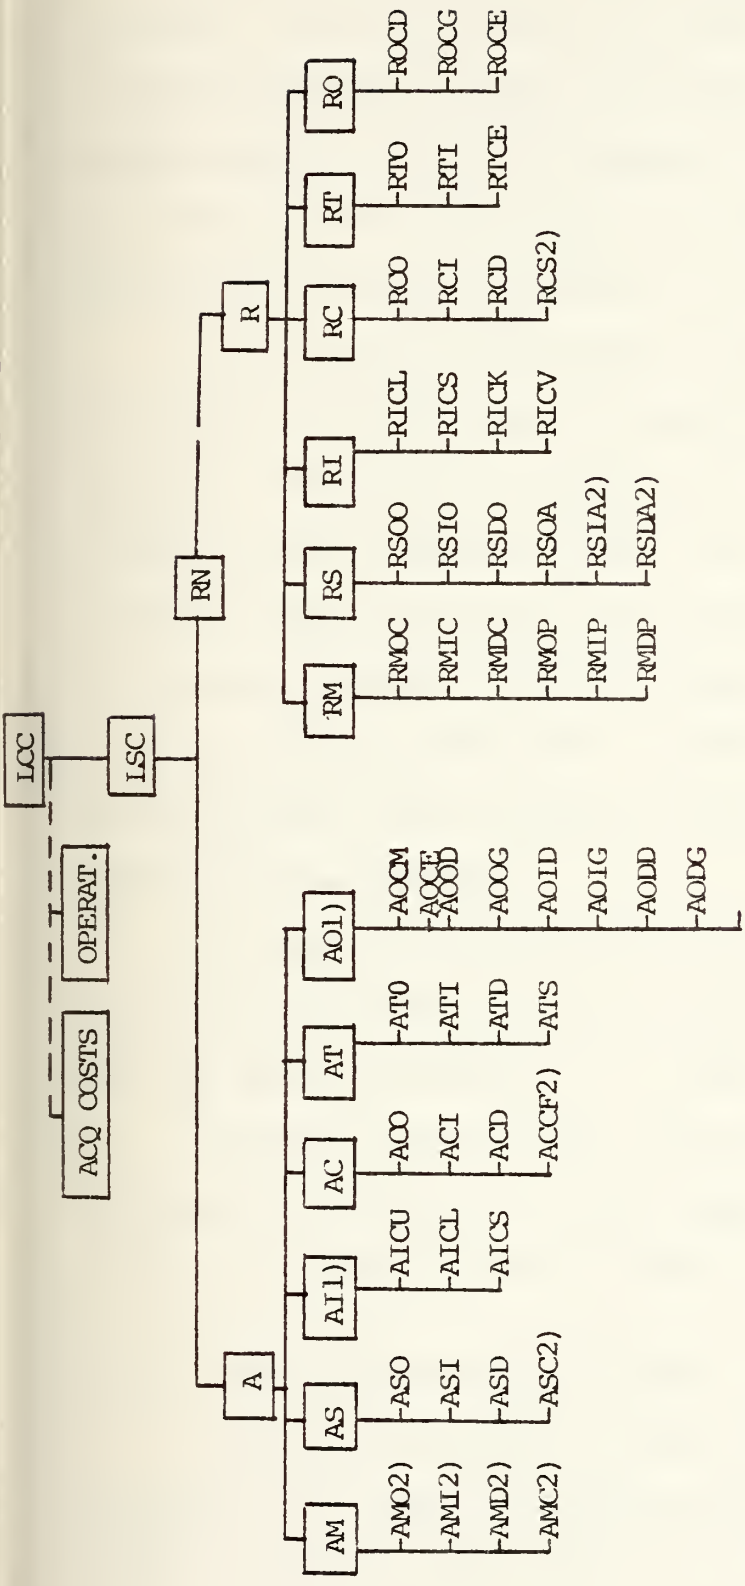 LCC
ACQ COSTS
OPERAT.
LSC
RN
A
R
AM
AS
AI1)
AC
AT
AO1)
RM
RS
RI
RC
RT
RO
AMO2)
AMI2)
AMD2)
AMC2)
ASO
ASI
ASD
ASC2)
AICU
AICL
AICS
ACO
ACI
ACD
ACCF2)
ATO
ATI
ATD
ATS
AOCM
AOCE
AOOD
AOOG
AOID
AOIG
AODD
AODG
RMOC
RMIC
RMDC
RMOP
RMIP
RMDP
RSOO
RSIO
RSDO
RSOA
RSIA2)
RSDA2)
RICL
RICS
RICK
RICV
RCO
RCI
RCD
RCS2)
RTO
RTI
RTCE
ROCD
ROCG
ROCE